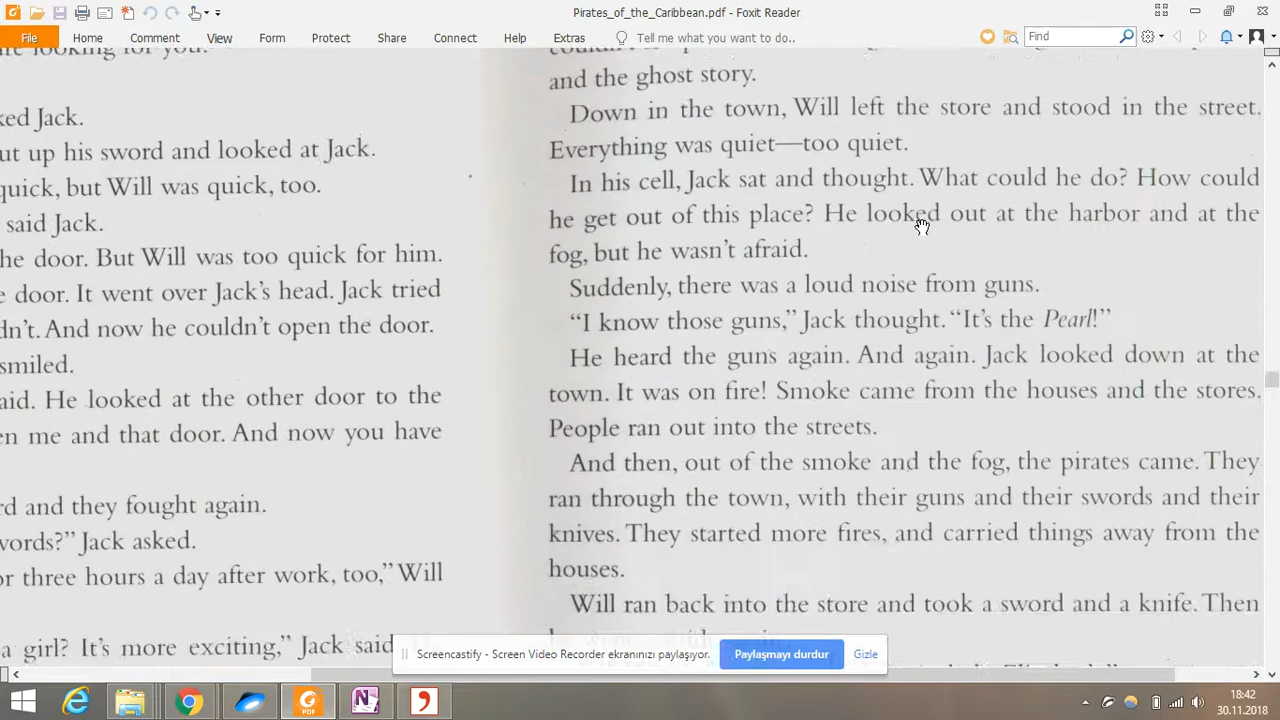 Pirates_of_the_Caribbean.pdf - Foxit Reader
File Home Comment View Form Protect Share Connect Help Extras Tell me what you want to do.. Find
ked Jack.
ut up his sword and looked at Jack.
quick, but Will was quick, too.
said Jack.
he door. But Will was too quick for him.
e door. It went over Jack's head. Jack tried
dn't. And now he couldn't open the door.
smiled.
aid. He looked at the other door to the
en me and that door. And now you have
rd and they fought again.
words?" Jack asked.
or three hours a day after work, too," Will
a girl? It's more exciting," Jack said
and the ghost story.
Down in the town, Will left the store and stood in the street.
Everything was quiet—too quiet.
In his cell, Jack sat and thought. What could he do? How could
he get out of this place? He looked out at the harbor and at the
fog, but he wasn't afraid.
Suddenly, there was a loud noise from guns.
"I know those guns," Jack thought. "It's the Pearl!"
He heard the guns again. And again. Jack looked down at the
town. It was on fire! Smoke came from the houses and the stores.
People ran out into the streets.
And then, out of the smoke and the fog, the pirates came. They
ran through the town, with their guns and their swords and their
knives. They started more fires, and carried things away from the
houses.
Will ran back into the store and took a sword and a knife. Then
Screencastify - Screen Video Recorder ekranınızı paylaşıyor. Paylaşmayı durdur Gizle
18:42
30.11.2018